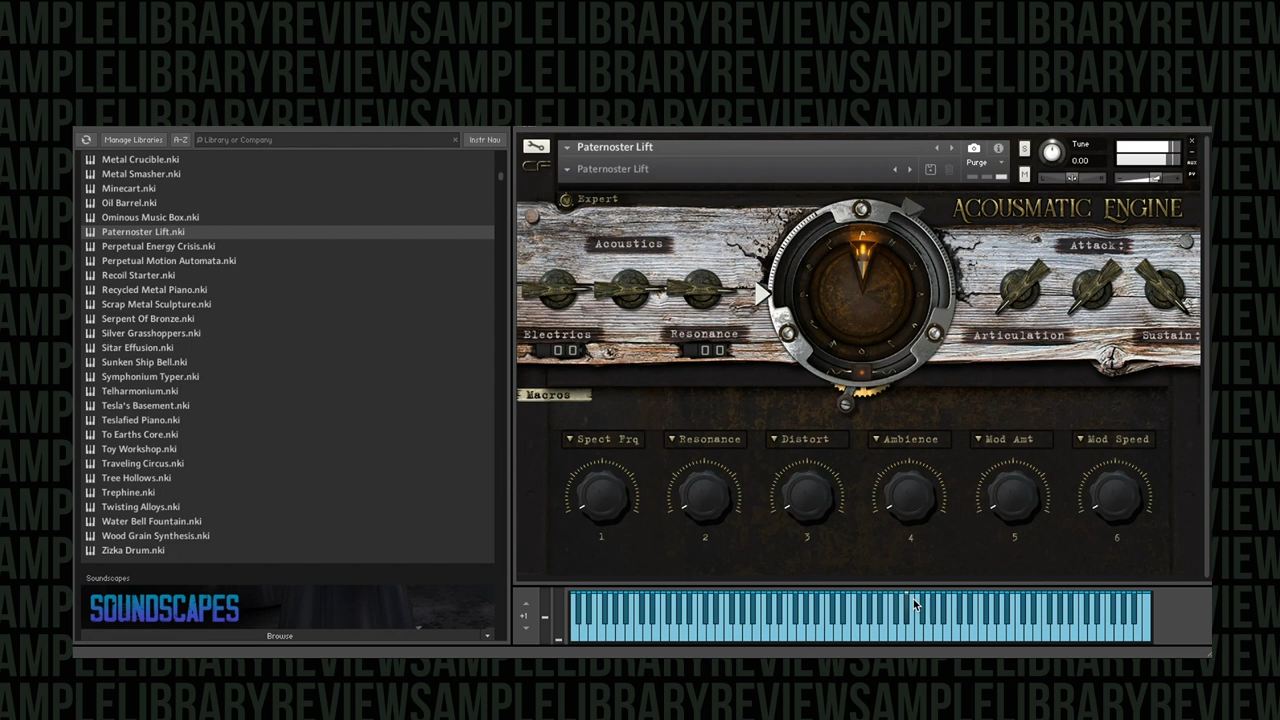 SAMPLELIBRARYREVIEW
Manage Libraries
A-Z
Library or Company
Instr Nav
Metal Crucible.nki
Metal Smasher.nki
Minecart.nki
Oil Barrel.nki
Ominous Music Box.nki
Paternoster Lift.nki
Perpetual Energy Crisis.nki
Perpetual Motion Automata.nki
Recoil Starter.nki
Recycled Metal Piano.nki
Scrap Metal Sculpture.nki
Serpent Of Bronze.nki
Silver Grasshoppers.nki
Sitar Effusion.nki
Sunken Ship Bell.nki
Symphonium Typer.nki
Telharmonium.nki
Tesla's Basement.nki
Teslafied Piano.nki
To Earths Core.nki
Toy Workshop.nki
Traveling Circus.nki
Tree Hollows.nki
Trephine.nki
Twisting Alloys.nki
Water Bell Fountain.nki
Wood Grain Synthesis.nki
Zizka Drum.nki
Soundscapes
SOUNDSCAPES
Browse
Paternoster Lift
Paternoster Lift
Purge
S
M
Tune
0.00
L
R
AUX
PV
Expert
ACOUSMATIC ENGINE
Acoustics
Attack:
Electrics
00
Resonance
00
Articulation
Sustain
Macros
Spect Frq
Resonance
Distort
Ambience
Mod Amt
Mod Speed
1
2
3
4
5
6
+1